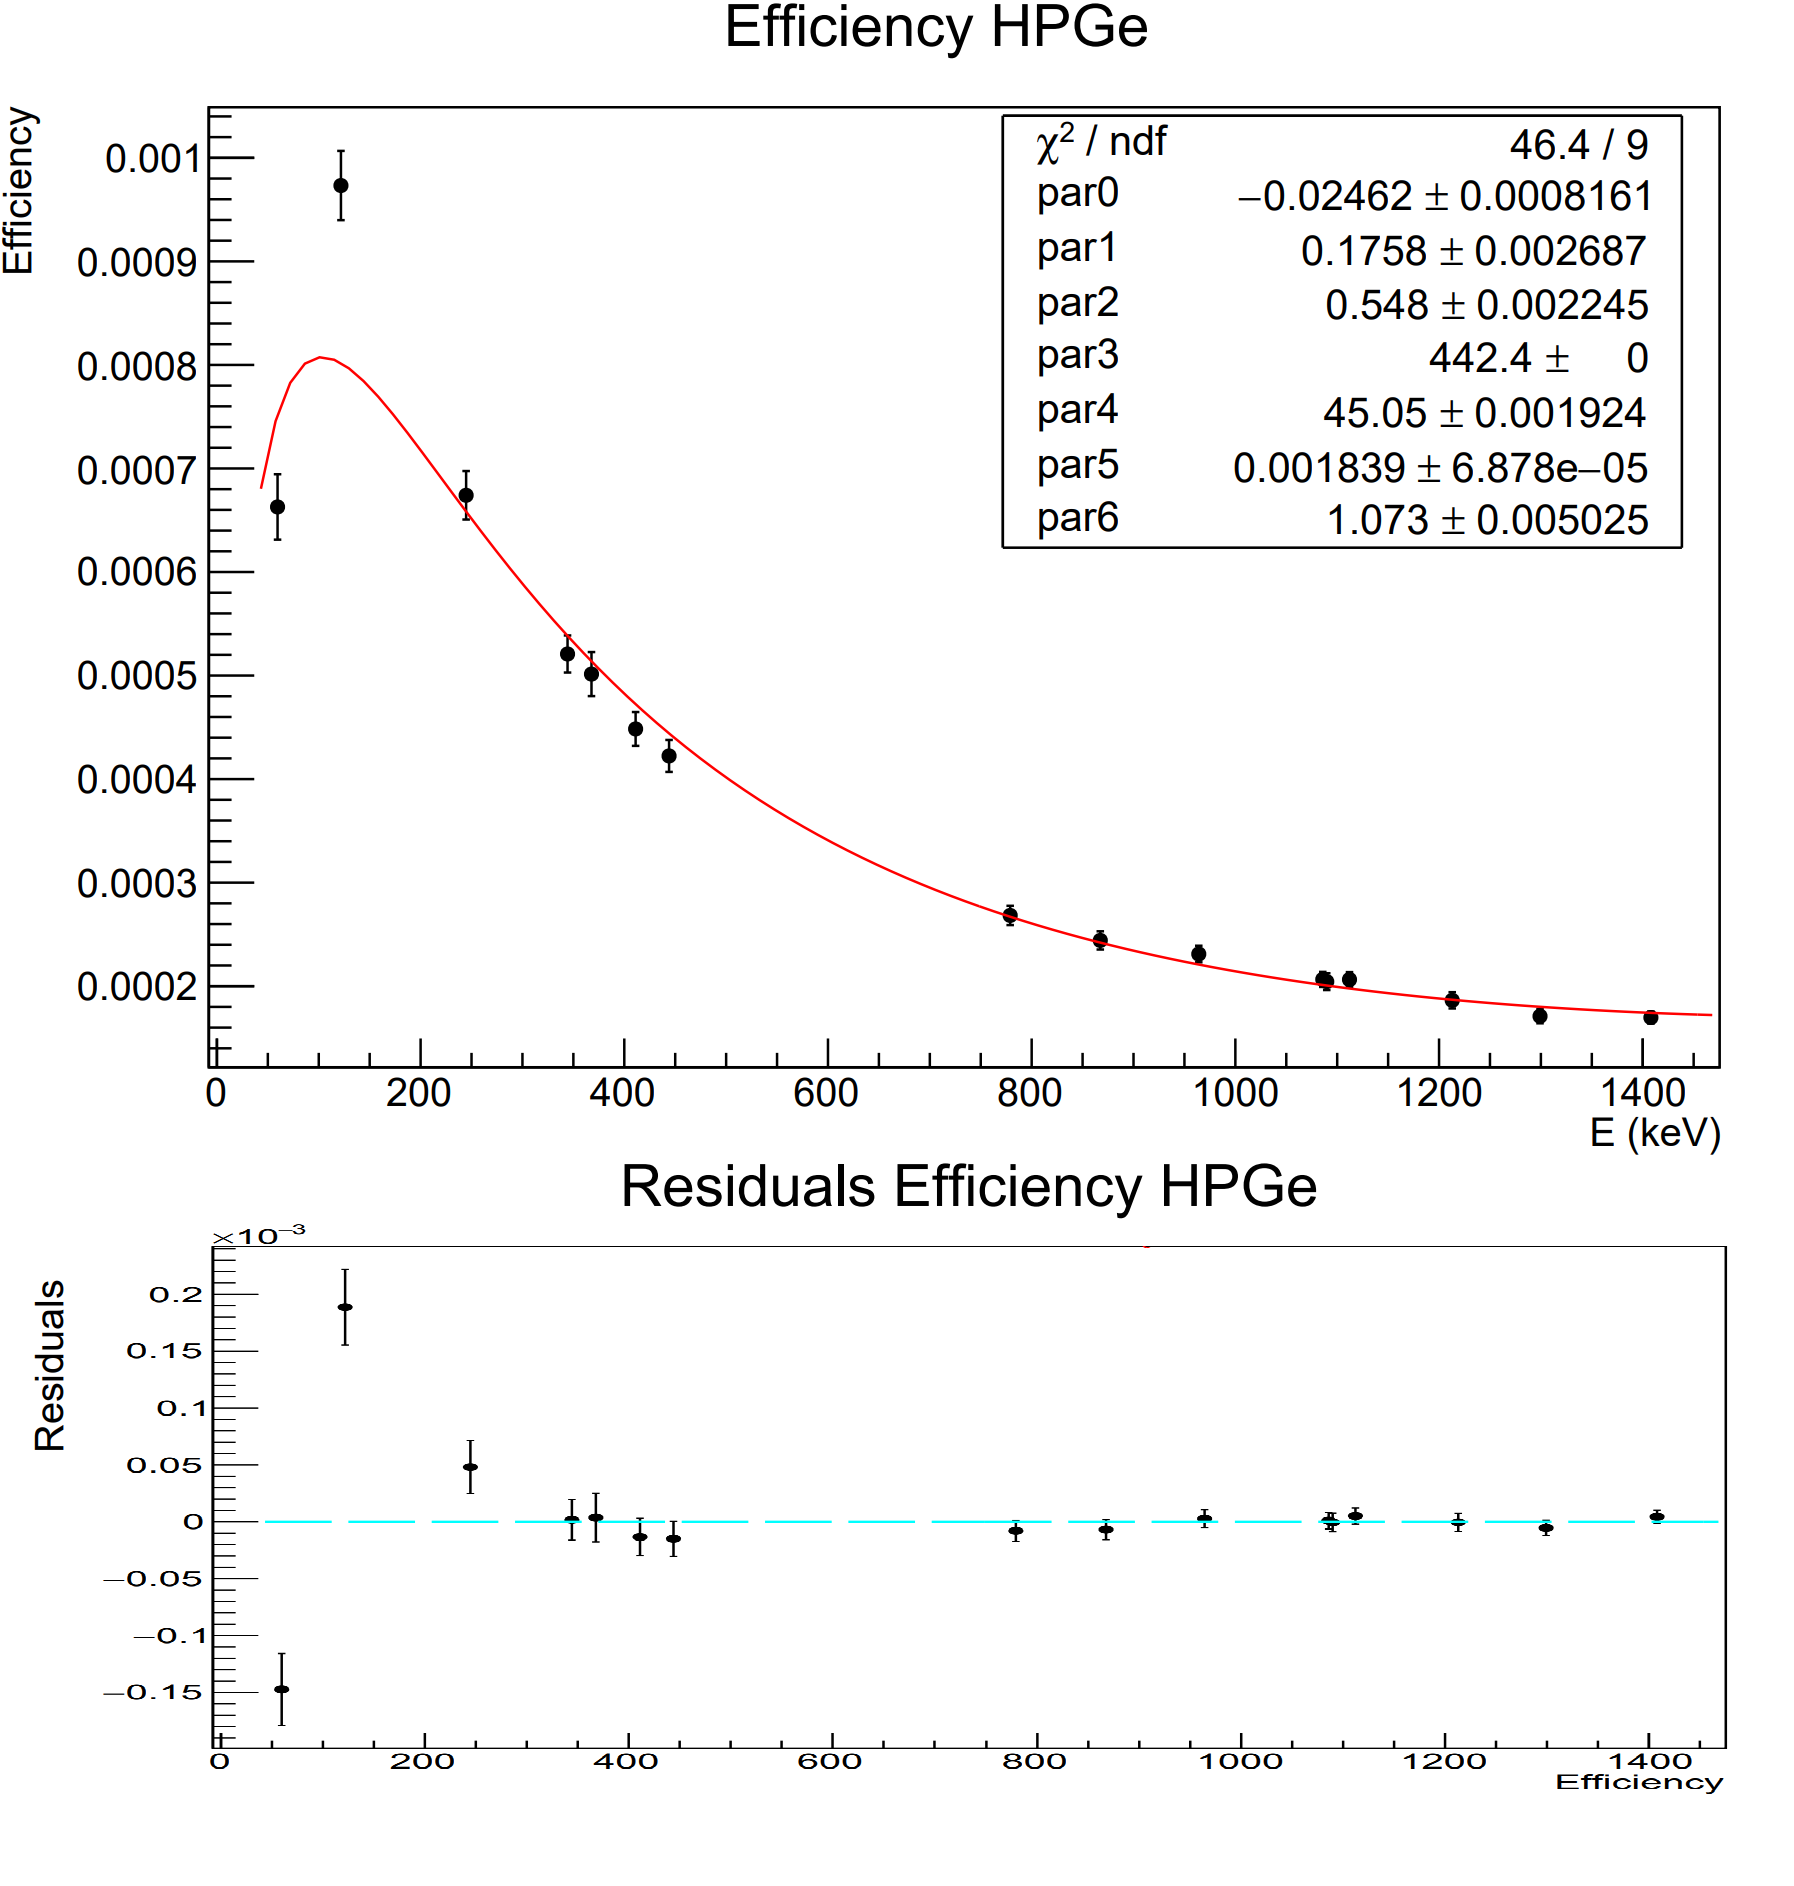 Efficiency HPGe
Efficiency
0.001
0.0009
0.0008
0.0007
0.0006
0.0005
0.0004
0.0003
0.0002
χ² / ndf 46.4 / 9
par0 −0.02462 ± 0.0008161
par1 0.1758 ± 0.002687
par2 0.548 ± 0.002245
par3 442.4 ± 0
par4 45.05 ± 0.001924
par5 0.001839 ± 6.878e−05
par6 1.073 ± 0.005025
0 200 400 600 800 1000 1200 1400
E (keV)
Residuals Efficiency HPGe
×10⁻³
Residuals
0.2
0.15
0.1
0.05
0
−0.05
−0.1
−0.15
0 200 400 600 800 1000 1200 1400
Efficiency